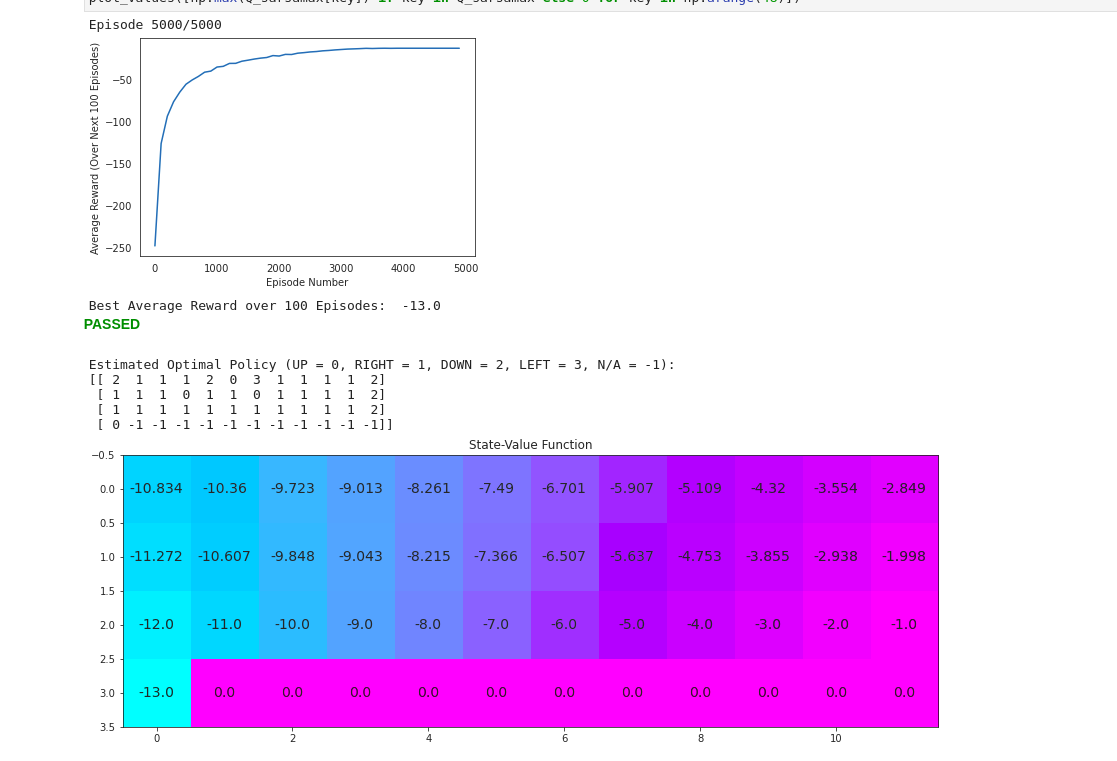 plot_values([np.max(Q_sarsamax[key]) if key in Q_sarsamax else 0 for key in np.arange(48)])
Episode 5000/5000
Average Reward (Over Next 100 Episodes)
−50
−100
−150
−200
−250
0 1000 2000 3000 4000 5000
Episode Number
Best Average Reward over 100 Episodes:  -13.0
PASSED
Estimated Optimal Policy (UP = 0, RIGHT = 1, DOWN = 2, LEFT = 3, N/A = -1):
[[ 2  1  1  1  2  0  3  1  1  1  1  2]
 [ 1  1  1  0  1  1  0  1  1  1  1  2]
 [ 1  1  1  1  1  1  1  1  1  1  1  2]
 [ 0 -1 -1 -1 -1 -1 -1 -1 -1 -1 -1 -1]]
State-Value Function
−0.5
0.0 -10.834 -10.36 -9.723 -9.013 -8.261 -7.49 -6.701 -5.907 -5.109 -4.32 -3.554 -2.849
0.5
1.0 -11.272 -10.607 -9.848 -9.043 -8.215 -7.366 -6.507 -5.637 -4.753 -3.855 -2.938 -1.998
1.5
2.0 -12.0 -11.0 -10.0 -9.0 -8.0 -7.0 -6.0 -5.0 -4.0 -3.0 -2.0 -1.0
2.5
3.0 -13.0 0.0 0.0 0.0 0.0 0.0 0.0 0.0 0.0 0.0 0.0 0.0
3.5
0 2 4 6 8 10